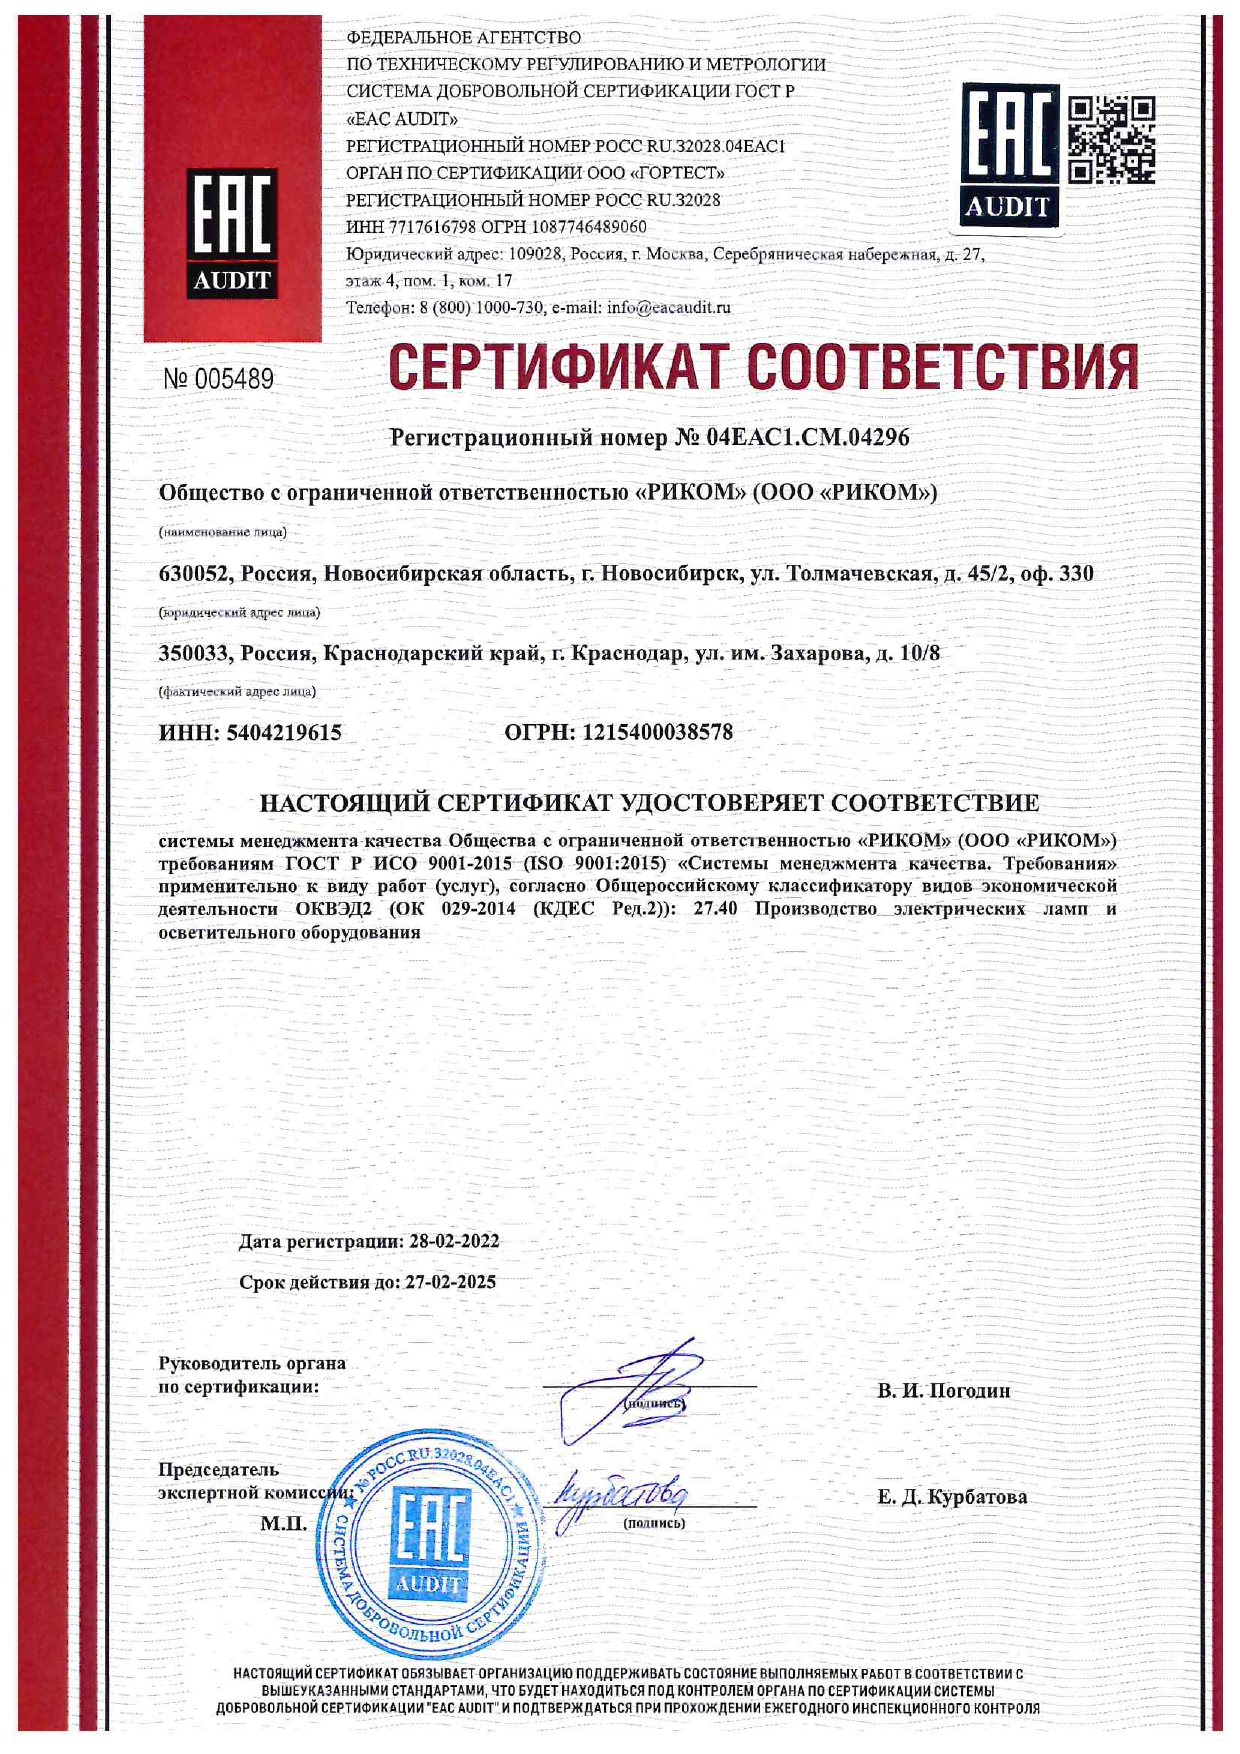 ФЕДЕРАЛЬНОЕ АГЕНТСТВО
ПО ТЕХНИЧЕСКОМУ РЕГУЛИРОВАНИЮ И МЕТРОЛОГИИ
СИСТЕМА ДОБРОВОЛЬНОЙ СЕРТИФИКАЦИИ ГОСТ Р
«EAC AUDIT»
РЕГИСТРАЦИОННЫЙ НОМЕР РОСС RU.32028.04ЕАС1
ОРГАН ПО СЕРТИФИКАЦИИ ООО «ГОРТЕСТ»
РЕГИСТРАЦИОННЫЙ НОМЕР РОСС RU.32028
ИНН 7717616798 ОГРН 1087746489060
Юридический адрес: 109028, Россия, г. Москва, Серебряническая набережная, д. 27,
этаж 4, пом. 1, ком. 17
Телефон: 8 (800) 1000-730, e-mail: info@eacaudit.ru
EAC
AUDIT
EAC
AUDIT
№ 005489
СЕРТИФИКАТ СООТВЕТСТВИЯ
Регистрационный номер № 04ЕАС1.СМ.04296
Общество с ограниченной ответственностью «РИКОМ» (ООО «РИКОМ»)
(наименование лица)
630052, Россия, Новосибирская область, г. Новосибирск, ул. Толмачевская, д. 45/2, оф. 330
(юридический адрес лица)
350033, Россия, Краснодарский край, г. Краснодар, ул. им. Захарова, д. 10/8
(фактический адрес лица)
ИНН: 5404219615 ОГРН: 1215400038578
НАСТОЯЩИЙ СЕРТИФИКАТ УДОСТОВЕРЯЕТ СООТВЕТСТВИЕ
системы менеджмента качества Общества с ограниченной ответственностью «РИКОМ» (ООО «РИКОМ»)
требованиям ГОСТ Р ИСО 9001-2015 (ISO 9001:2015) «Системы менеджмента качества. Требования»
применительно к виду работ (услуг), согласно Общероссийскому классификатору видов экономической
деятельности ОКВЭД2 (ОК 029-2014 (КДЕС Ред.2)): 27.40 Производство электрических ламп и
осветительного оборудования
Дата регистрации: 28-02-2022
Срок действия до: 27-02-2025
Руководитель органа
по сертификации:
(подпись)
В. И. Погодин
Председатель
экспертной комиссии:
М.П.
Курбатова
(подпись)
Е. Д. Курбатова
№ РОСС RU.32028.04EAC1
СИСТЕМА ДОБРОВОЛЬНОЙ СЕРТИФИКАЦИИ
EAC
AUDIT
НАСТОЯЩИЙ СЕРТИФИКАТ ОБЯЗЫВАЕТ ОРГАНИЗАЦИЮ ПОДДЕРЖИВАТЬ СОСТОЯНИЕ ВЫПОЛНЯЕМЫХ РАБОТ В СООТВЕТСТВИИ С
ВЫШЕУКАЗАННЫМИ СТАНДАРТАМИ, ЧТО БУДЕТ НАХОДИТЬСЯ ПОД КОНТРОЛЕМ ОРГАНА ПО СЕРТИФИКАЦИИ СИСТЕМЫ
ДОБРОВОЛЬНОЙ СЕРТИФИКАЦИИ "EAC AUDIT" И ПОДТВЕРЖДАТЬСЯ ПРИ ПРОХОЖДЕНИИ ЕЖЕГОДНОГО ИНСПЕКЦИОННОГО КОНТРОЛЯ